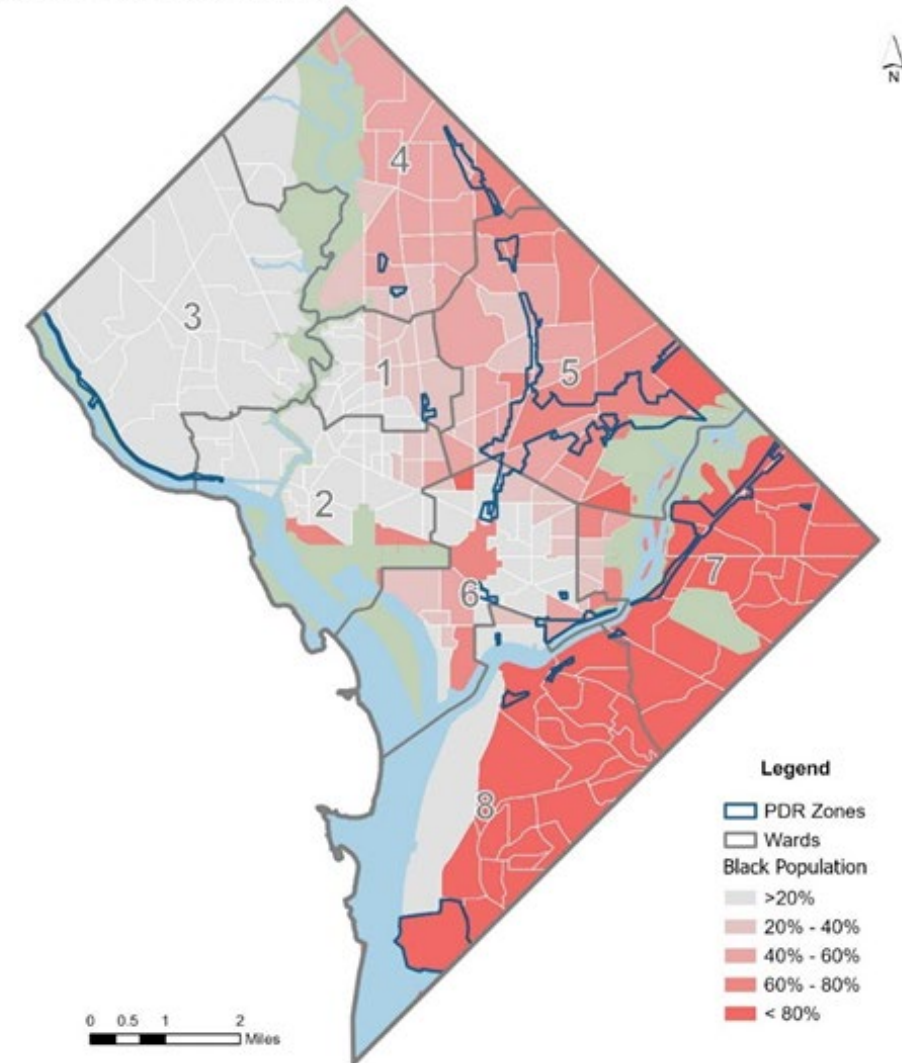 N
4
3
1
5
2
7
6
8
Legend
PDR Zones
Wards
Black Population
>20%
20% - 40%
40% - 60%
60% - 80%
< 80%
0 0.5 1 2
Miles